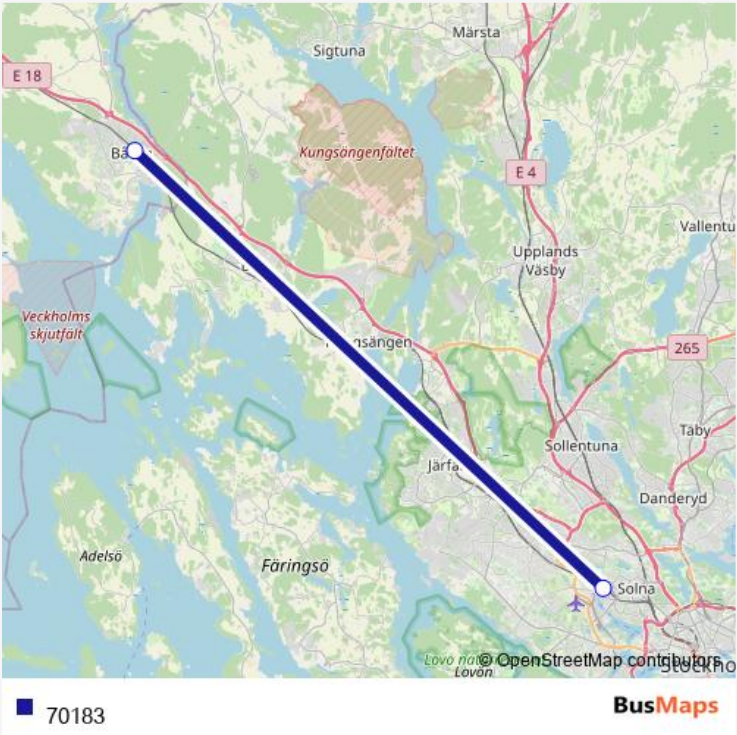 Märsta
Sigtuna
E 18
Kungsängenfältet
E 4
Vallentu
Upplands
Väsby
Veckholms
skjutfält
265
Täby
Sollentuna
Danderyd
Adelsö
Färingsö
Solna
© OpenStreetMap contributors
Lovön
70183
BusMaps